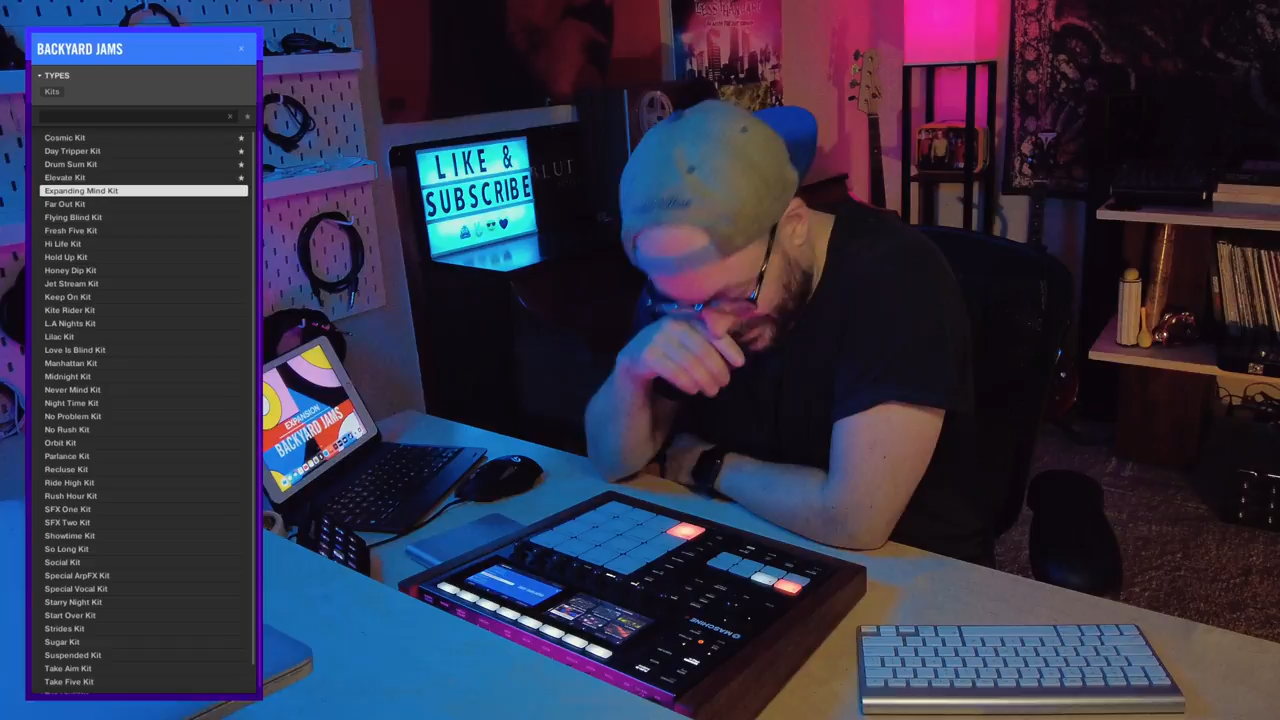 BACKYARD JAMS
TYPES
Kits
Cosmic Kit
Day Tripper Kit
Drum Sum Kit
Elevate Kit
Expanding Mind Kit
Far Out Kit
Flying Blind Kit
Fresh Five Kit
Hi Life Kit
Hold Up Kit
Honey Dip Kit
Jet Stream Kit
Keep On Kit
Kite Rider Kit
L.A Nights Kit
Lilac Kit
Love Is Blind Kit
Manhattan Kit
Midnight Kit
Never Mind Kit
Night Time Kit
No Problem Kit
No Rush Kit
Orbit Kit
Parlance Kit
Recluse Kit
Ride High Kit
Rush Hour Kit
SFX One Kit
SFX Two Kit
Showtime Kit
So Long Kit
Social Kit
Special ArpFX Kit
Special Vocal Kit
Starry Night Kit
Start Over Kit
Strides Kit
Sugar Kit
Suspended Kit
Take Aim Kit
Take Five Kit
LIKE &
SUBSCRIBE
EXPANSION
BACKYARD JAMS
MASCHINE